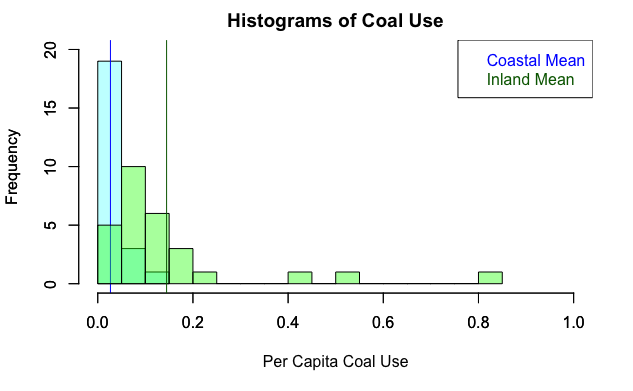 Histograms of Coal Use
Coastal Mean
Inland Mean
Frequency
20
15
10
5
0
0.0 0.2 0.4 0.6 0.8 1.0
Per Capita Coal Use